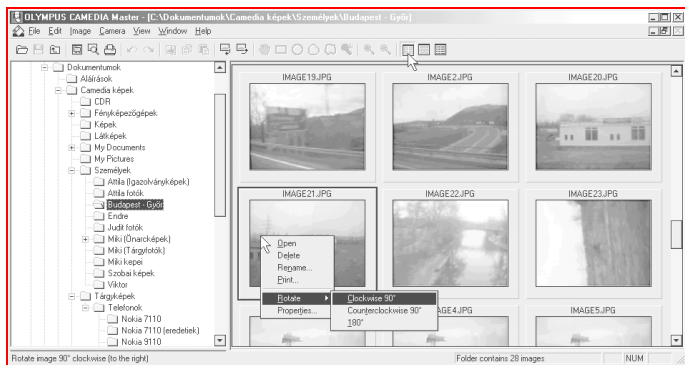 OLYMPUS CAMEDIA Master - [C:\Dokumentumok\Camedia képek\Személyek\Budapest - Győr]
File Edit Image Camera View Window Help
Dokumentumok
Aláírások
Camedia képek
CDR
Fényképezőgépek
Képek
Látképek
My Documents
My Pictures
Személyek
Attila (Igazolványképek)
Attila fotók
Budapest - Győr
Endre
Judit fotók
Miki (Önarcképek)
Miki (Tárgyfotók)
Miki kepei
Szobai képek
Viktor
Tárgyképek
Telefonok
Nokia 7110
Nokia 7110 (eredetiek)
Nokia 9110
IMAGE19.JPG IMAGE2.JPG IMAGE20.JPG
IMAGE21.JPG IMAGE22.JPG IMAGE23.JPG
Open
Delete
Rename...
Print...
Rotate
Properties...
Clockwise 90°
Counterclockwise 90°
180°
AGE4.JPG IMAGE5.JPG
Rotate image 90° clockwise (to the right) Folder contains 28 images NUM